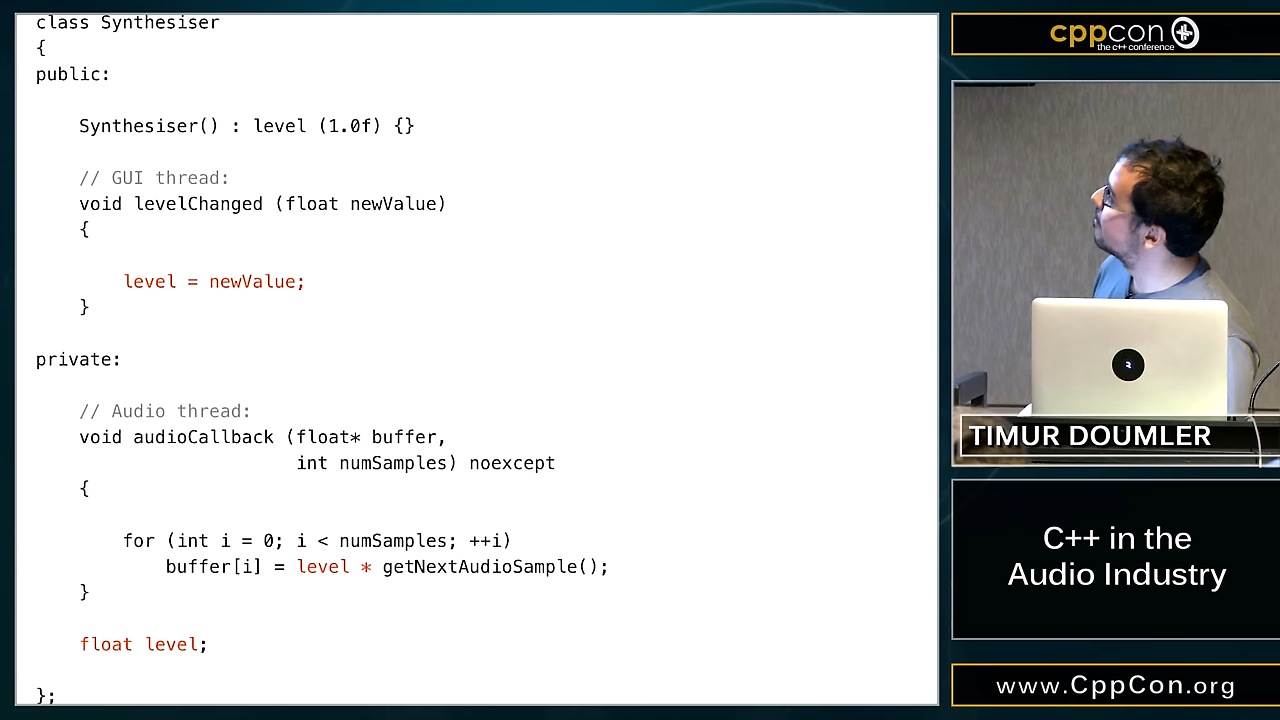 class Synthesiser
{
public:
Synthesiser() : level (1.0f) {}
// GUI thread:
void levelChanged (float newValue)
{
level = newValue;
}
private:
// Audio thread:
void audioCallback (float* buffer,
int numSamples) noexcept
{
for (int i = 0; i < numSamples; ++i)
buffer[i] = level * getNextAudioSample();
}
float level;
};
cppcon
the c++ conference
TIMUR DOUMLER
C++ in the
Audio Industry
www.CppCon.org